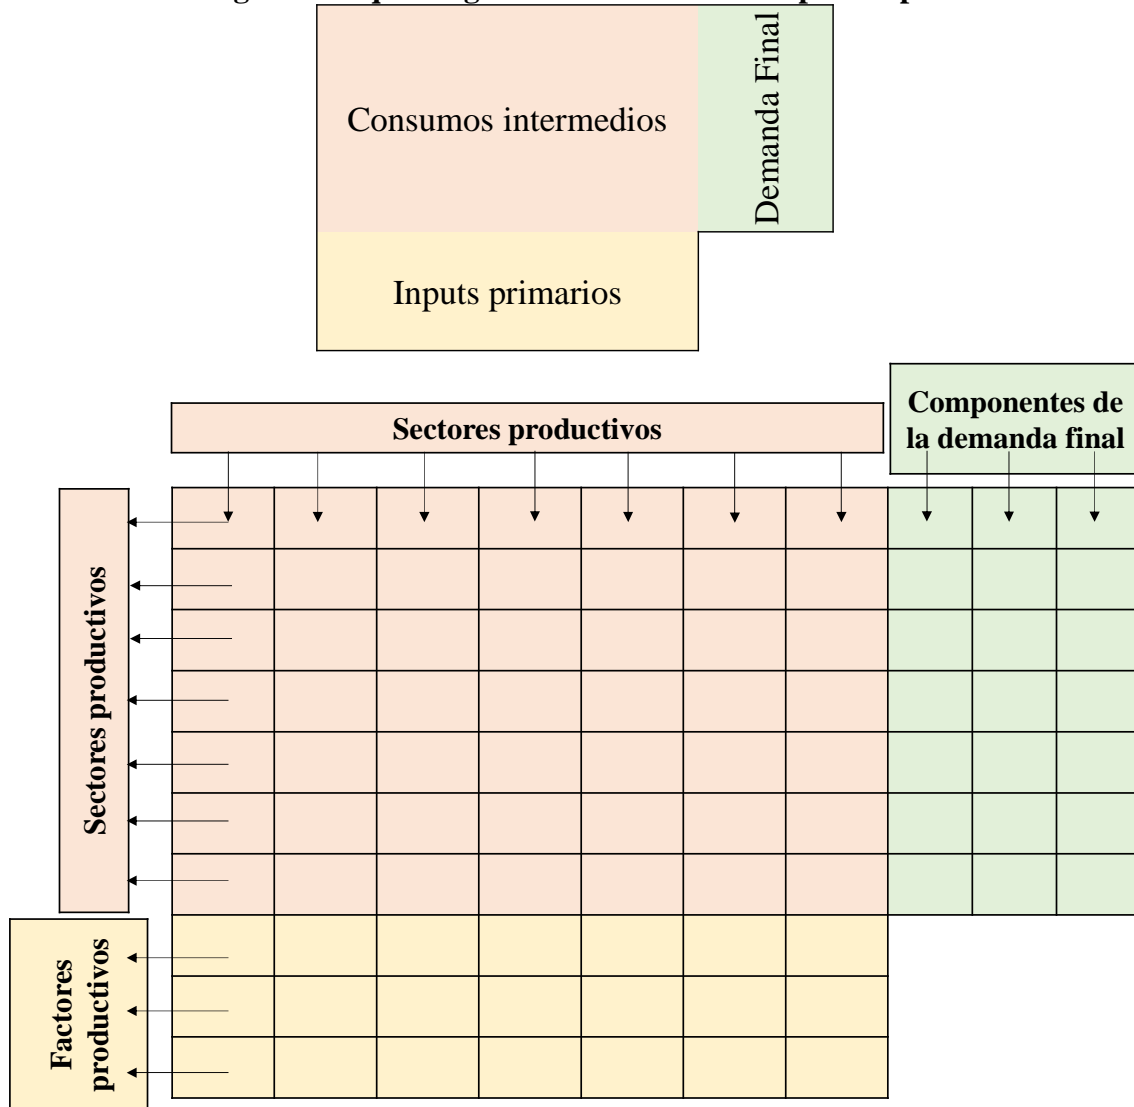 Consumos intermedios
Demanda Final
Inputs primarios
Componentes de
la demanda final
Sectores productivos
Sectores productivos
Factores
productivos